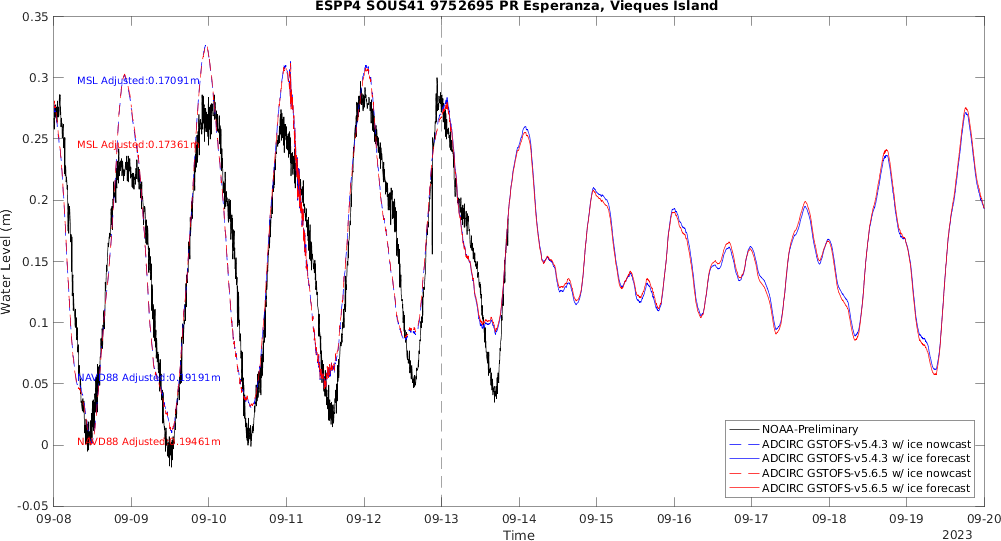 ESPP4 SOUS41 9752695 PR Esperanza, Vieques Island
0.35
0.3
0.25
0.2
0.15
0.1
0.05
0
-0.05
Water Level (m)
MSL Adjusted:0.17091m
MSL Adjusted:0.17361m
NAVD88 Adjusted:0.19191m
NAVD88 Adjusted:0.19461m
NOAA-Preliminary
ADCIRC GSTOFS-v5.4.3 w/ ice nowcast
ADCIRC GSTOFS-v5.4.3 w/ ice forecast
ADCIRC GSTOFS-v5.6.5 w/ ice nowcast
ADCIRC GSTOFS-v5.6.5 w/ ice forecast
09-08 09-09 09-10 09-11 09-12 09-13 09-14 09-15 09-16 09-17 09-18 09-19 09-20
Time
2023